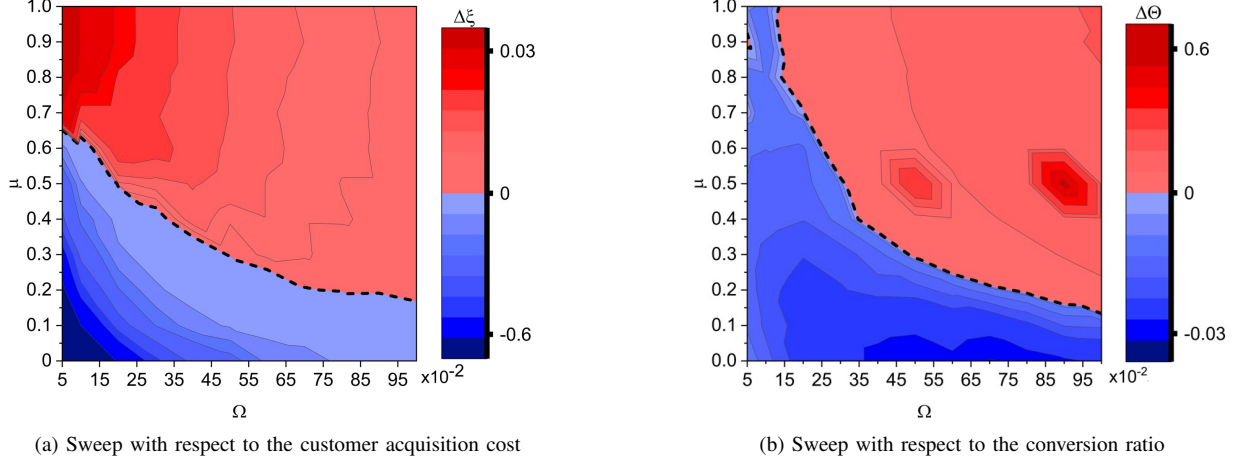 Δξ
1.0
0.9
0.8
0.7
0.6
0.5
0.4
0.3
0.2
0.1
0
μ
5 15 25 35 45 55 65 75 85 95
x10-2
Ω
0.03
0
-0.6
(a) Sweep with respect to the customer acquisition cost
ΔΘ
1.0
0.9
0.8
0.7
0.6
0.5
0.4
0.3
0.2
0.1
0.0
μ
5 15 25 35 45 55 65 75 85 95
x10-2
Ω
0.6
0
-0.03
(b) Sweep with respect to the conversion ratio